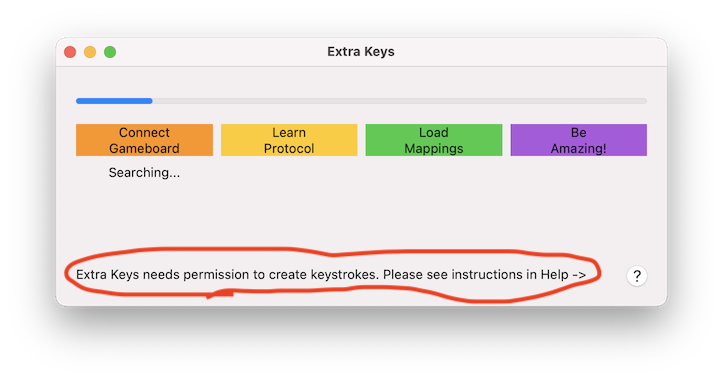 Extra Keys
Connect
Gameboard
Learn
Protocol
Load
Mappings
Be
Amazing!
Searching...
Extra Keys needs permission to create keystrokes. Please see instructions in Help ->
?